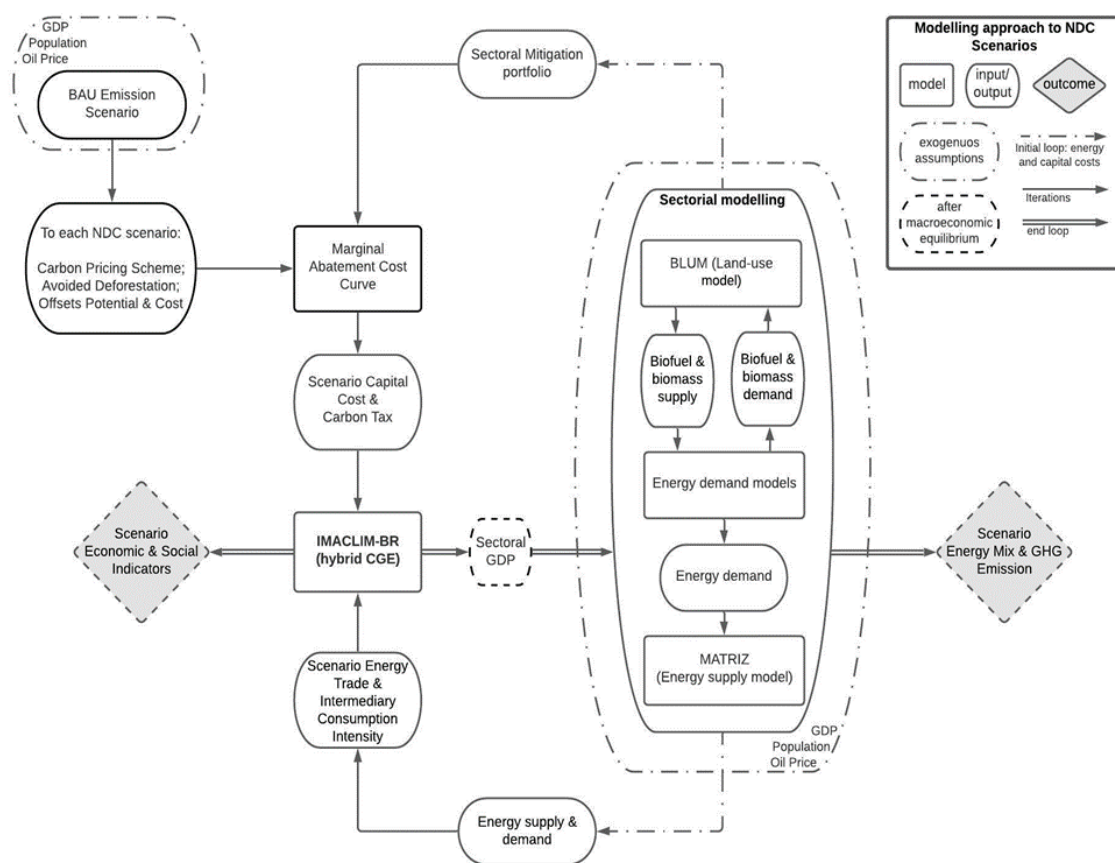 GDP
Population
Oil Price
BAU Emission
Scenario
To each NDC scenario:
Carbon Pricing Scheme;
Avoided Deforestation;
Offsets Potential & Cost
Sectoral Mitigation
portfolio
Marginal
Abatement Cost
Curve
Scenario Capital
Cost &
Carbon Tax
Scenario
Economic & Social
Indicators
IMACLIM-BR
(hybrid CGE)
Sectoral
GDP
Scenario Energy
Trade &
Intermediary
Consumption
Intensity
Energy supply &
demand
Sectorial modelling
BLUM (Land-use
model)
Biofuel &
biomass
supply
Biofuel &
biomass
demand
Energy demand models
Energy demand
MATRIZ
(Energy supply model)
GDP
Population
Oil Price
Scenario
Energy Mix & GHG
Emission
Modelling approach to NDC
Scenarios
model
input/
output
outcome
exogenuos
assumptions
Initial loop: energy
and capital costs
Iterions
after
macroeconomic
equilibrium
end loop